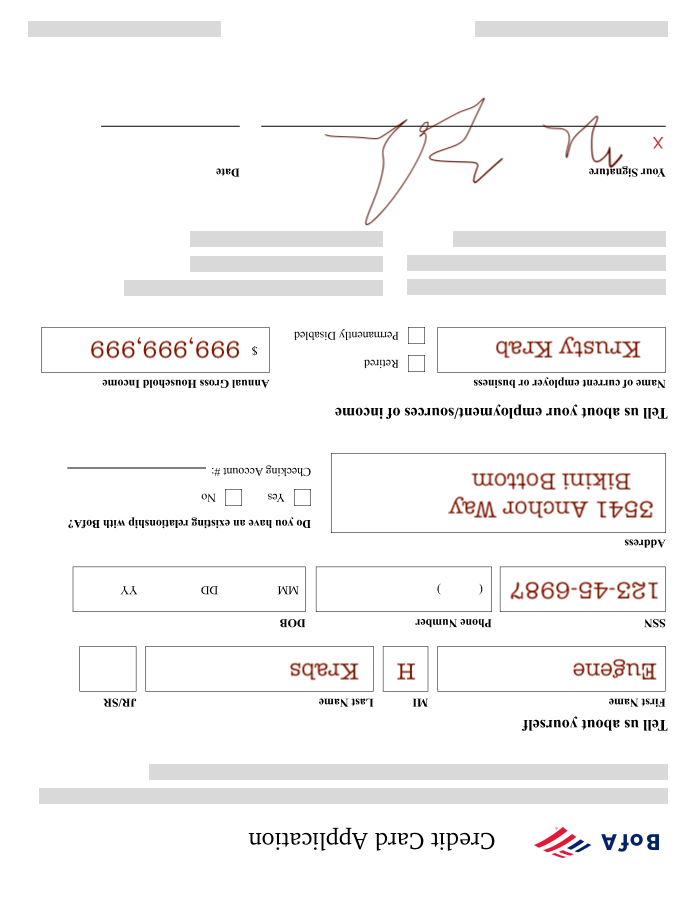 BofA Credit Card Application
Tell us about yourself
First Name MI Last Name JR/SR
Eugene H Krabs
SSN Phone Number DOB
123-45-6987 ( ) MM DD YY
Address
3541 Anchor Way
Bikini Bottom
Do you have an existing relationship with BofA?
Yes No
Checking Account #:
Tell us about your employment/sources of income
Name of current employer or business
Krusty Krab
Retired
Permanently Disabled
Annual Gross Household Income
$ 999,999,999
Your Signature Date
X